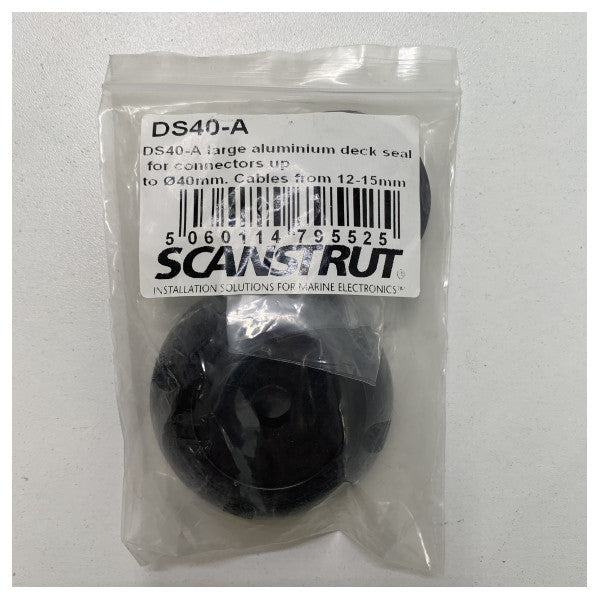 DS40-A
DS40-A large aluminium deck seal
for connectors up
to Ø40mm. Cables from 12-15mm
5 060114 795525
SCANSTRUT®
INSTALLATION SOLUTIONS FOR MARINE ELECTRONICS™